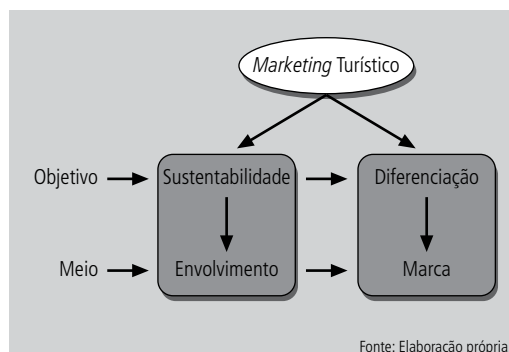 Marketing Turístico
Objetivo Sustentabilidade Diferenciação
Meio Envolvimento Marca
Fonte: Elaboração própria